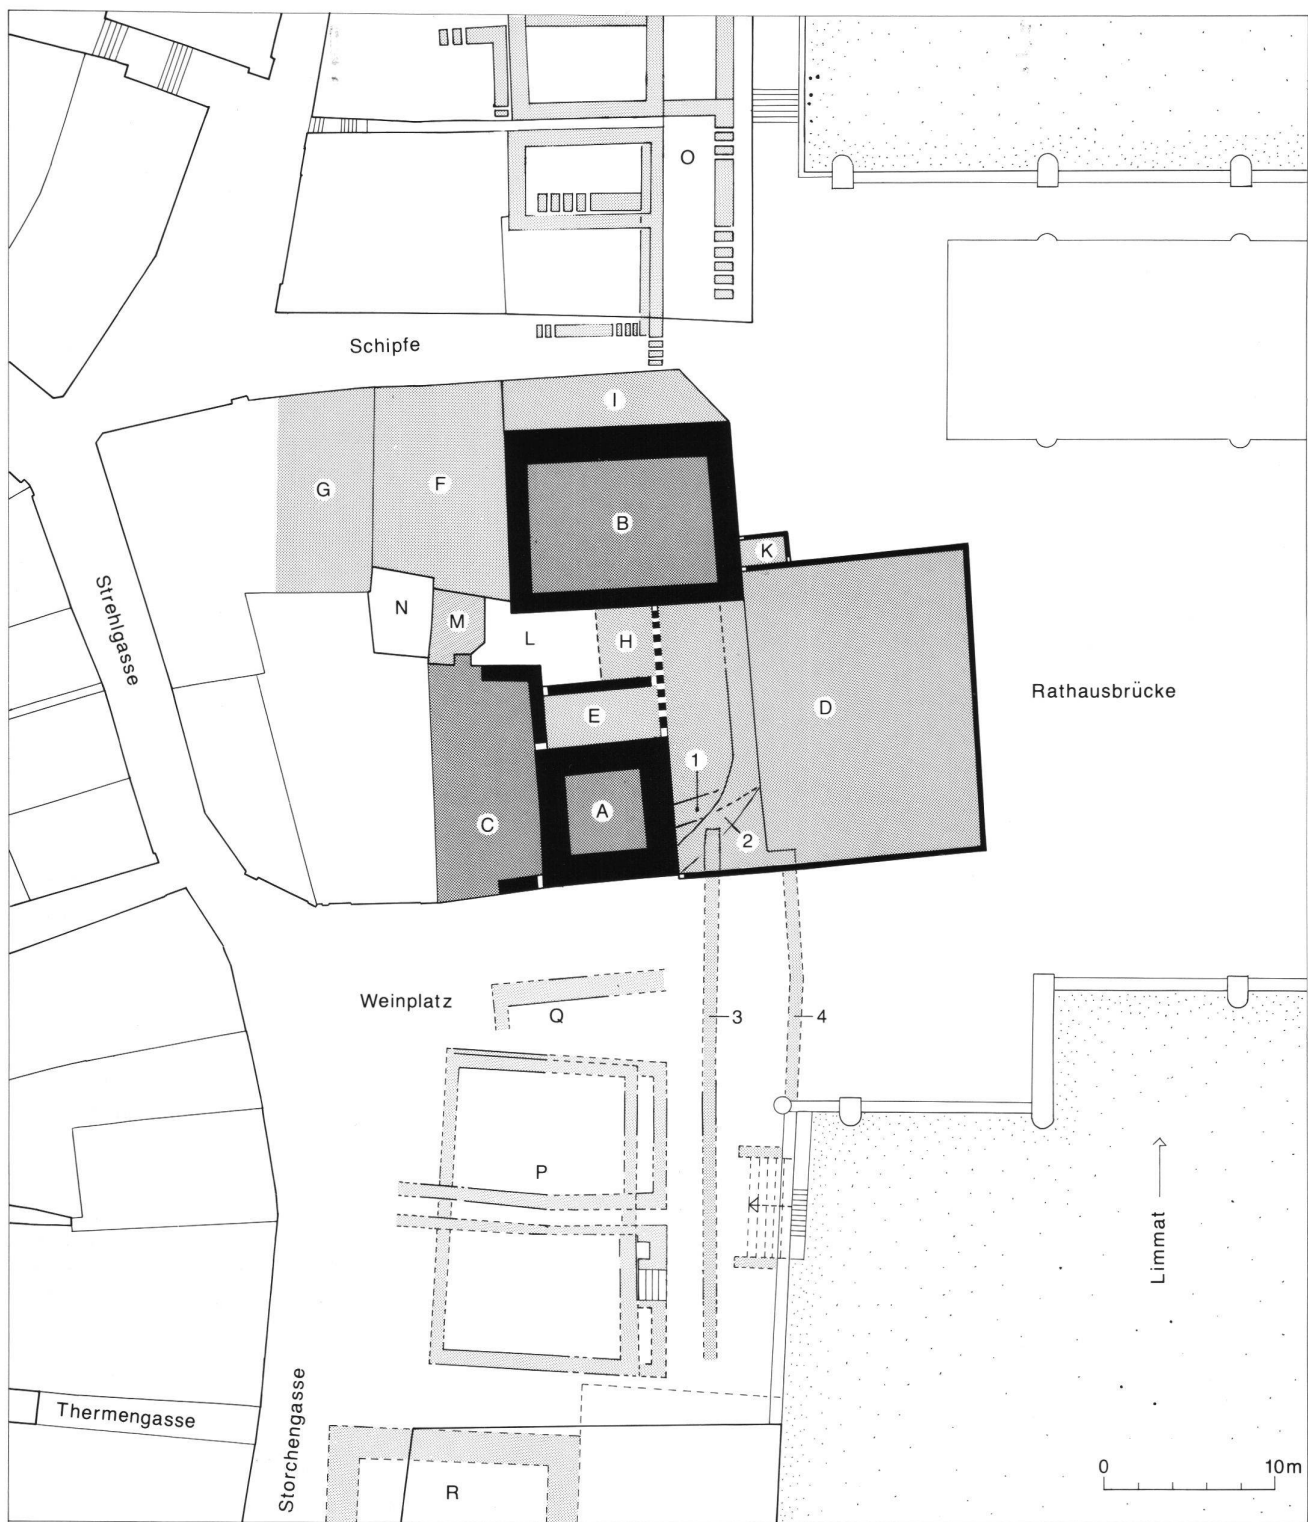 O
Schipfe
I
G
F
B
K
Strehlgasse
N
M
L
H
Rathausbrücke
E
D
1
A
C
2
Weinplatz
Q
3
4
P
Limmat
Thermengasse
Storchengasse
R
0 10m